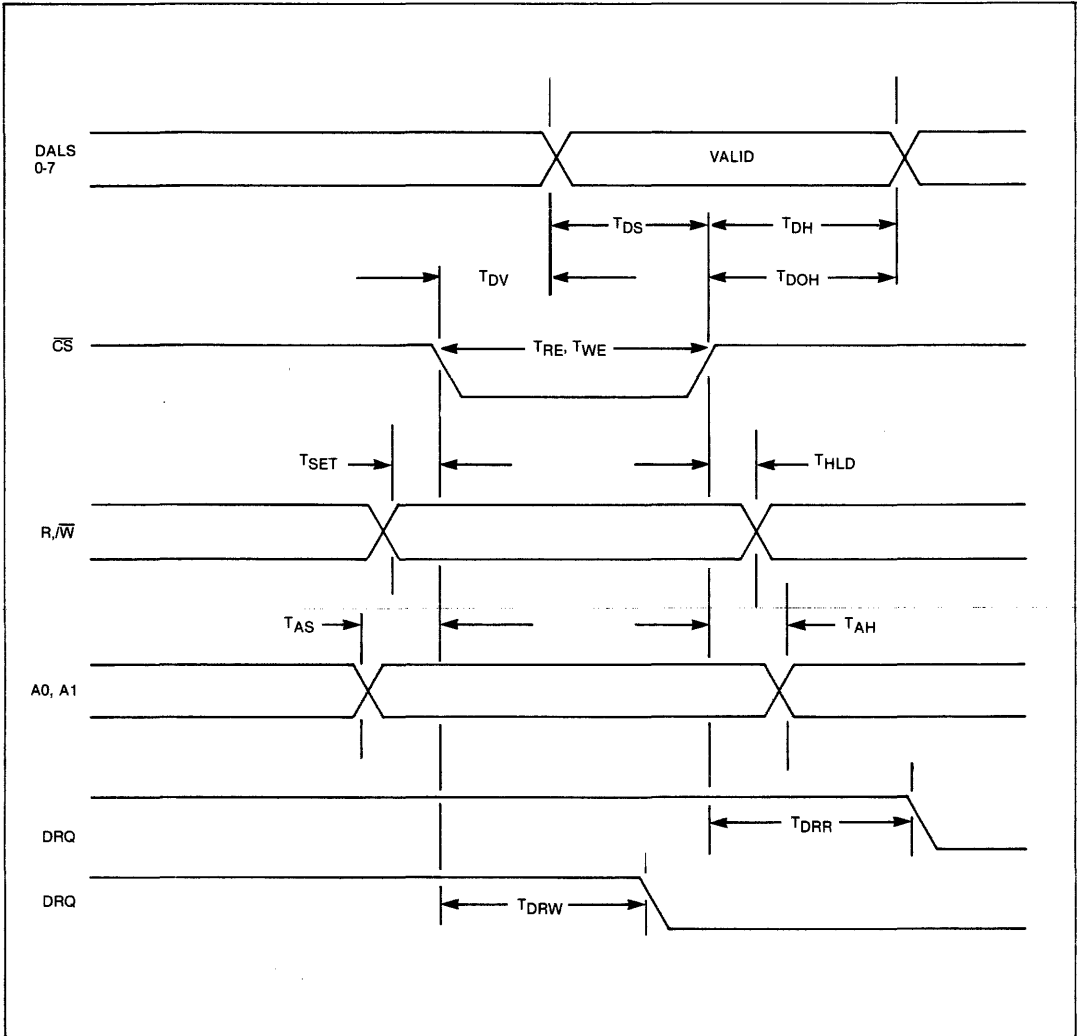 DALS
0-7
VALID
TDS
TDH
TDV
TDOH
CS
TRE, TWE
TSET
THLD
R,/W
TAS
TAH
A0, A1
DRQ
TDRR
DRQ
TDRW